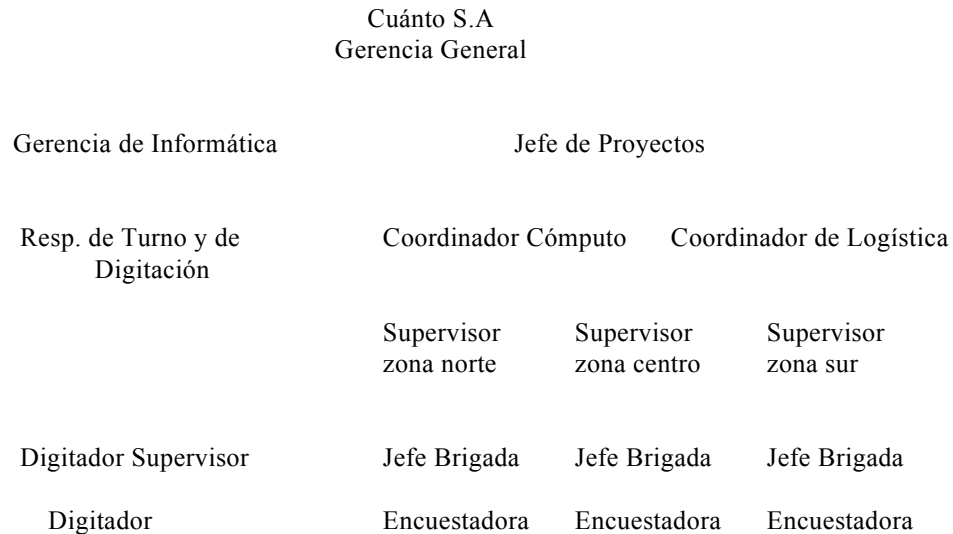 Cuánto S.A
Gerencia General
Gerencia de Informática Jefe de Proyectos
Resp. de Turno y de Coordinador Cómputo Coordinador de Logística
Digitación
Supervisor Supervisor Supervisor
zona norte zona centro zona sur
Digitador Supervisor Jefe Brigada Jefe Brigada Jefe Brigada
Digitador Encuestadora Encuestadora Encuestadora